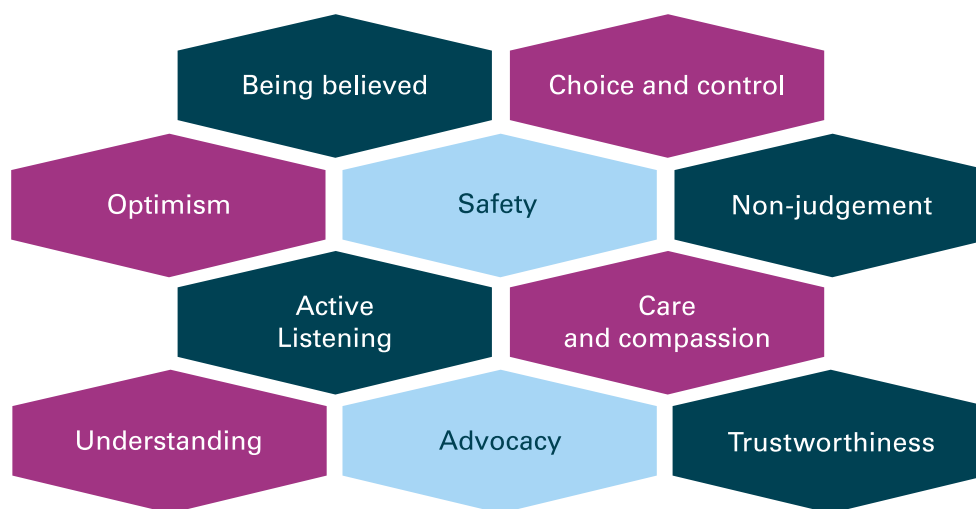 Being believed
Choice and control
Optimism
Safety
Non-judgement
Active
Listening
Care
and compassion
Understanding
Advocacy
Trustworthiness